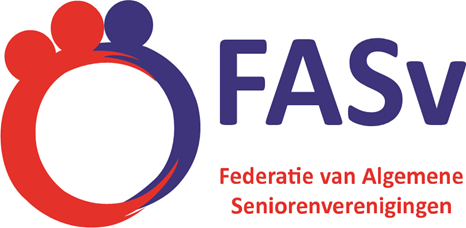 FASv
Federatie van Algemene
Seniorenverenigingen